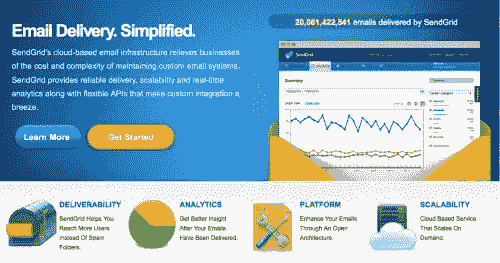 Email Delivery. Simplified.
SendGrid's cloud-based email infrastructure relieves businesses
of the cost and complexity of maintaining custom email systems.
SendGrid provides reliable delivery, scalability and real-time
analytics along with flexible APIs that make custom integration a
breeze.
Learn More
Get Started
emails delivered by SendGrid
SendGrid
Summary
DELIVERABILITY
SendGrid Helps You
Reach More Users
Instead Of Spam
Folders.
ANALYTICS
Get Better Insight
After Your Emails
Have Been Delivered.
PLATFORM
Enhance Your Emails
Through An Open
Architecture.
SCALABILITY
Cloud Based Service
That Scales On
Demand.